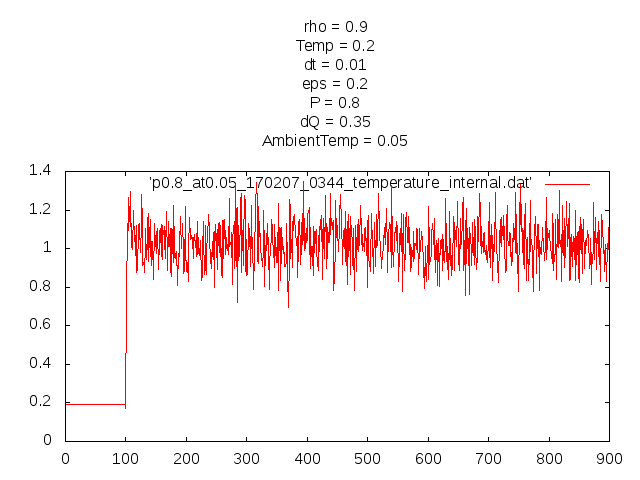 rho = 0.9
Temp = 0.2
dt = 0.01
eps = 0.2
P = 0.8
dQ = 0.35
AmbientTemp = 0.05
'p0.8_at0.05_170207_0344_temperature_internal.dat'
1.4
1.2
1
0.8
0.6
0.4
0.2
0
0 100 200 300 400 500 600 700 800 900